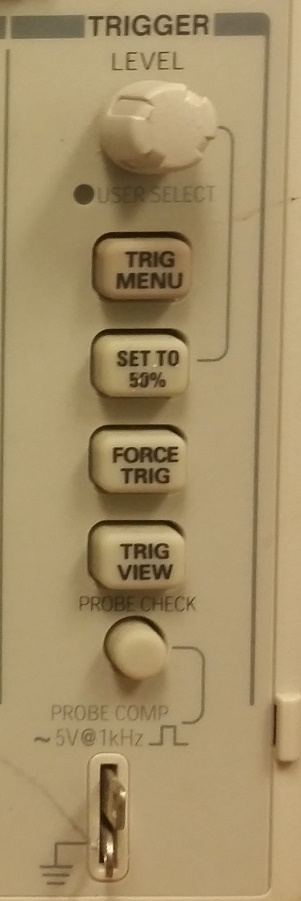 TRIGGER
LEVEL
USER SELECT
TRIG
MENU
SET TO
50%
FORCE
TRIG
TRIG
VIEW
PROBE CHECK
PROBE COMP
~5V@1kHz